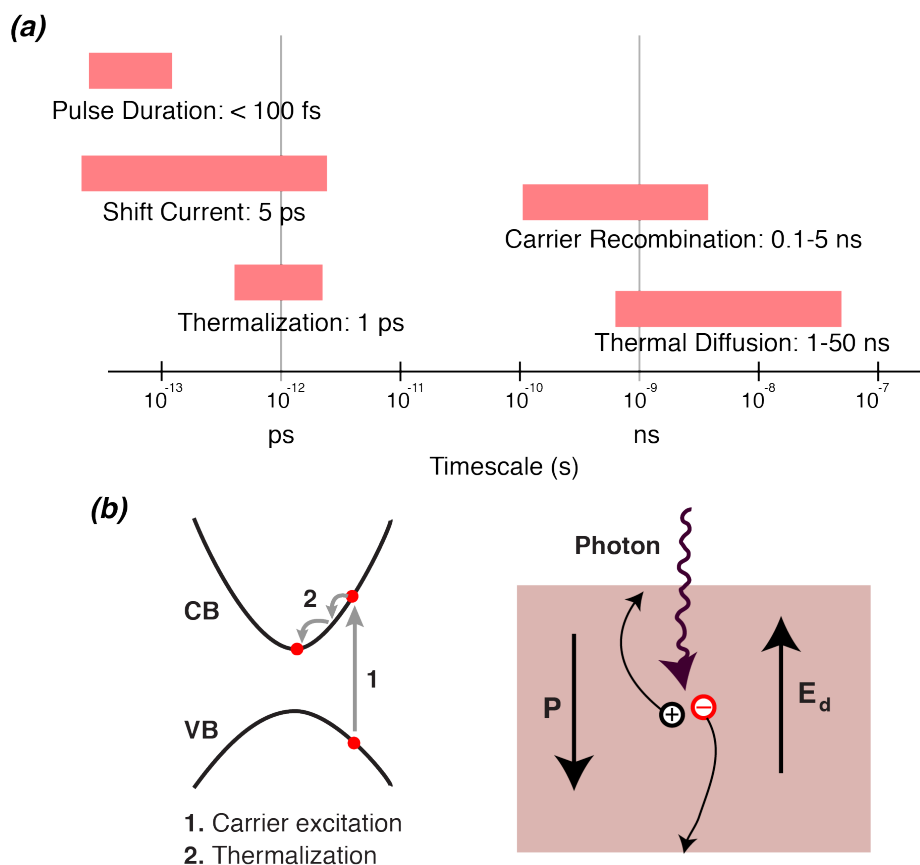 (a)
Pulse Duration: < 100 fs
Shift Current: 5 ps
Carrier Recombination: 0.1-5 ns
Thermalization: 1 ps
Thermal Diffusion: 1-50 ns
10⁻¹³ 10⁻¹² 10⁻¹¹ 10⁻¹⁰ 10⁻⁹ 10⁻⁸ 10⁻⁷
ps ns
Timescale (s)
(b)
CB
2
1
VB
1. Carrier excitation
2. Thermalization
Photon
P
+ −
E_d